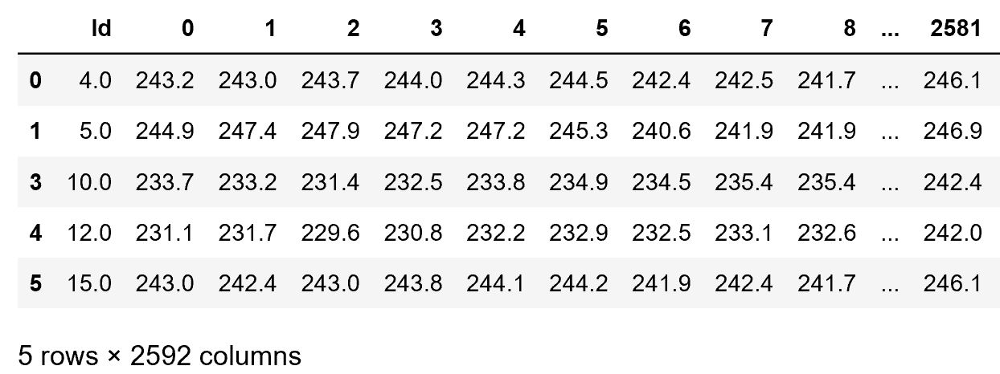 Id 0 1 2 3 4 5 6 7 8 ... 2581
0 4.0 243.2 243.0 243.7 244.0 244.3 244.5 242.4 242.5 241.7 ... 246.1
1 5.0 244.9 247.4 247.9 247.2 247.2 245.3 240.6 241.9 241.9 ... 246.9
3 10.0 233.7 233.2 231.4 232.5 233.8 234.9 234.5 235.4 235.4 ... 242.4
4 12.0 231.1 231.7 229.6 230.8 232.2 232.9 232.5 233.1 232.6 ... 242.0
5 15.0 243.0 242.4 243.0 243.8 244.1 244.2 241.9 242.4 241.7 ... 246.1
5 rows × 2592 columns